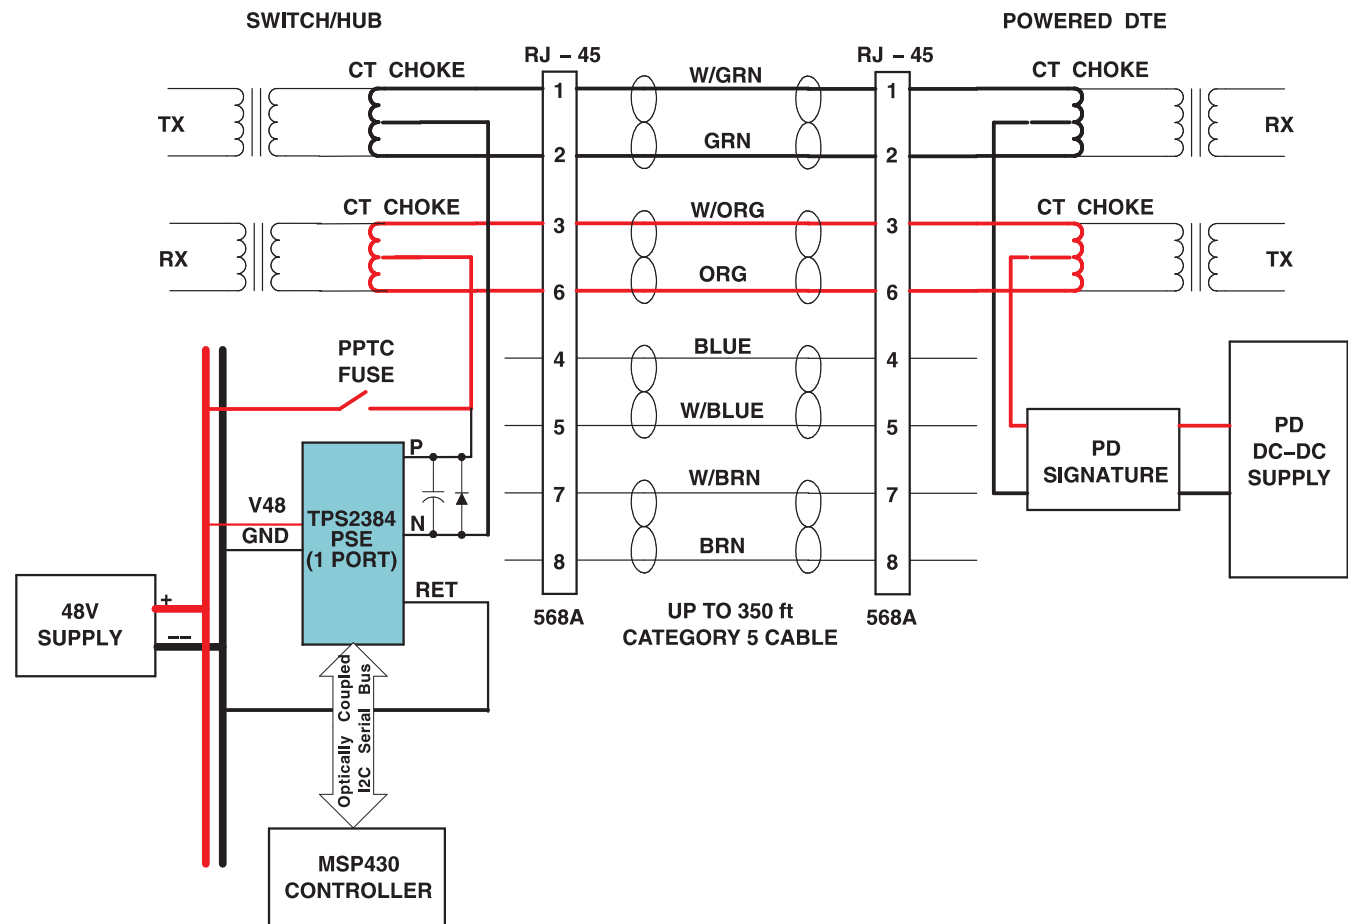 SWITCH/HUB
POWERED DTE
RJ – 45
RJ – 45
CT CHOKE
W/GRN
CT CHOKE
1
1
TX
RX
GRN
2
2
CT CHOKE
W/ORG
CT CHOKE
3
3
RX
TX
ORG
6
6
PPTC
FUSE
BLUE
4
4
W/BLUE
5
5
PD
SIGNATURE
PD
DC–DC
SUPPLY
P
W/BRN
7
7
V48
GND
TPS2384
PSE
(1 PORT)
N
BRN
8
8
RET
48V
SUPPLY
+
––
568A
568A
UP TO 350 ft
CATEGORY 5 CABLE
Optically Coupled
I2C Serial Bus
MSP430
CONTROLLER